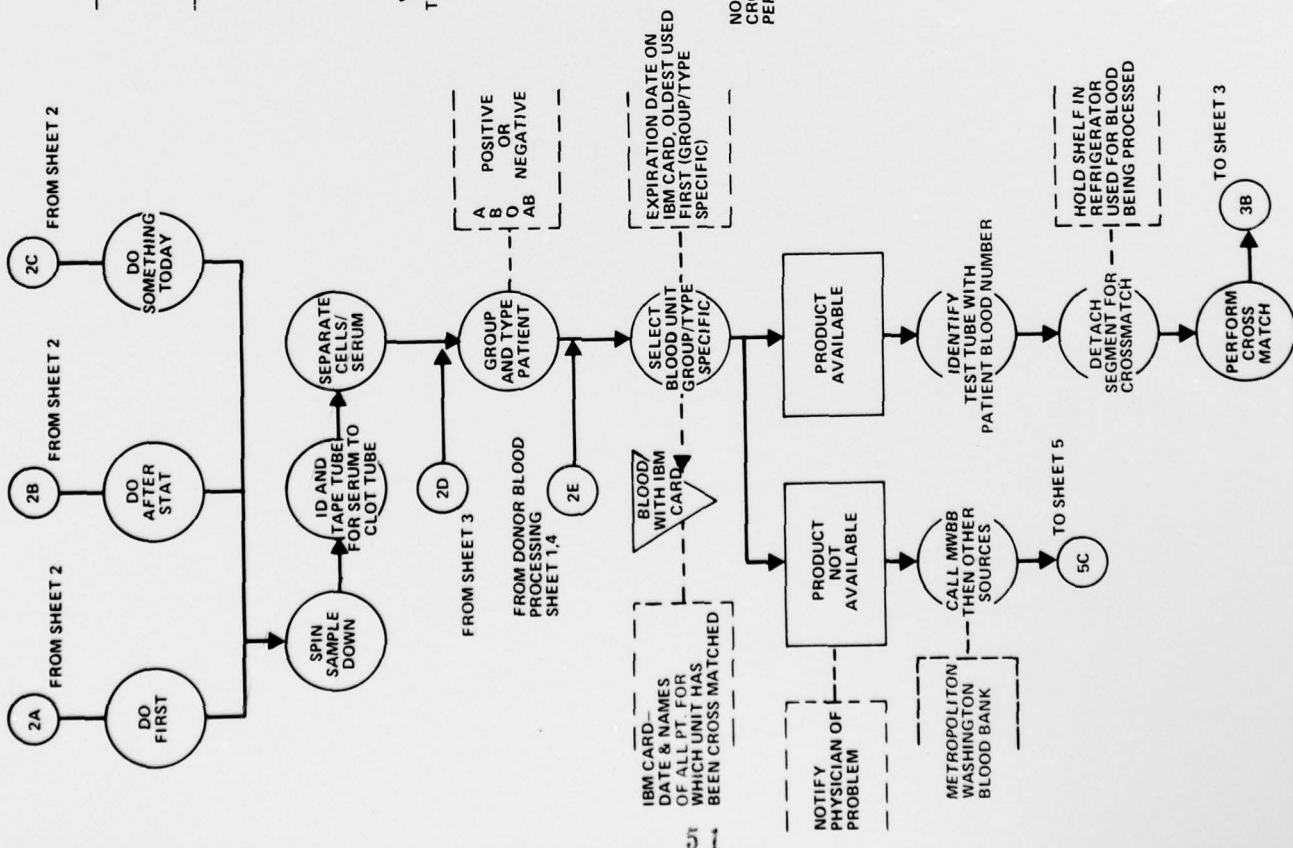 2A
FROM SHEET 2
2B
FROM SHEET 2
2C
FROM SHEET 2
DO
FIRST
DO
AFTER
STAT
DO
SOMETHING
TODAY
SPIN
SAMPLE
DOWN
ID AND
TAPE TUBE
FOR SERUM TO
CLOT TUBE
SEPARATE
CELLS/
SERUM
2D
FROM SHEET 3
GROUP
AND TYPE
PATIENT
A
B
O
AB
POSITIVE
OR
NEGATIVE
FROM DONOR BLOOD
PROCESSING
SHEET 1,4
2E
SELECT
BLOOD UNIT
GROUP/TYPE
SPECIFIC
EXPIRATION DATE ON
IBM CARD, OLDEST USED
FIRST (GROUP/TYPE
SPECIFIC)
BLOOD/
WITH IBM
CARD
IBM CARD—
DATE & NAMES
OF ALL PT. FOR
WHICH UNIT HAS
BEEN CROSS MATCHED
PRODUCT
NOT
AVAILABLE
PRODUCT
AVAILABLE
NOTIFY
PHYSICIAN OF
PROBLEM
CALL MWBB
THEN OTHER
SOURCES
METROPOLITON
WASHINGTON
BLOOD BANK
5C
TO SHEET 5
IDENTIFY
TEST TUBE WITH
PATIENT BLOOD NUMBER
DETACH
SEGMENT FOR
CROSSMATCH
HOLD SHELF IN
REFRIGERATOR
USED FOR BLOOD
BEING PROCESSED
PERFORM
CROSS
MATCH
3B
TO SHEET 3
NO
CRO
PER
T